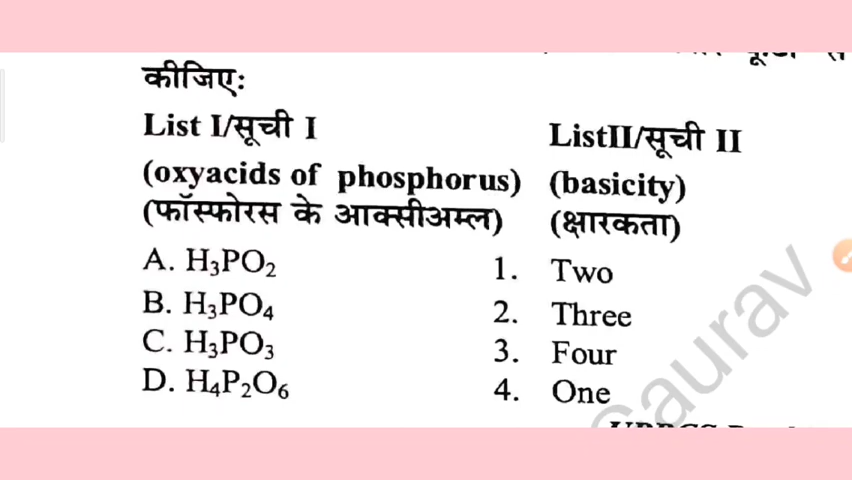 कीजिए:
List I/सूची I
ListII/सूची II
(oxyacids of phosphorus)
(basicity)
(फॉस्फोरस के आक्सीअम्ल)
(क्षारकता)
A. H₃PO₂
1. Two
B. H₃PO₄
2. Three
C. H₃PO₃
3. Four
D. H₄P₂O₆
4. One
Saurav